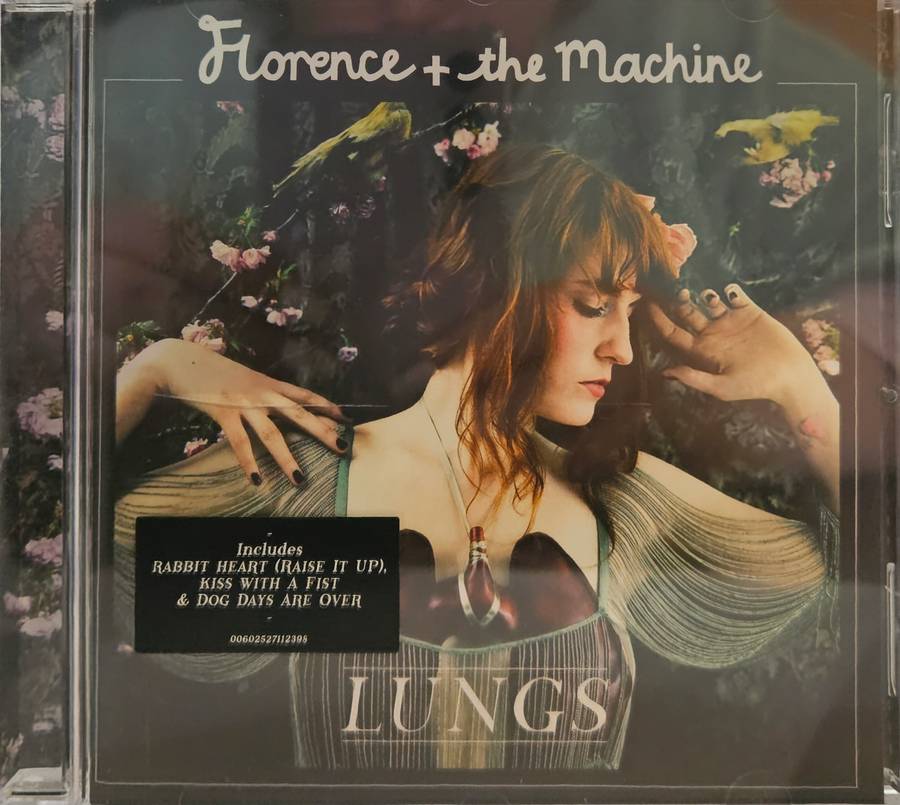 Florence + the Machine
Includes
RABBIT HEART (RAISE IT UP),
KISS WITH A FIST
& DOG DAYS ARE OVER
00602527112398
LUNGS